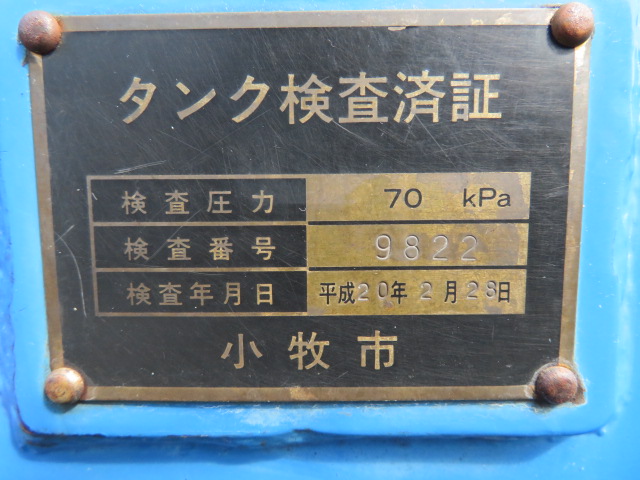 タンク検査済証
検査圧力 70 kPa
検査番号 9822
検査年月日 平成20年2月28日
小牧市